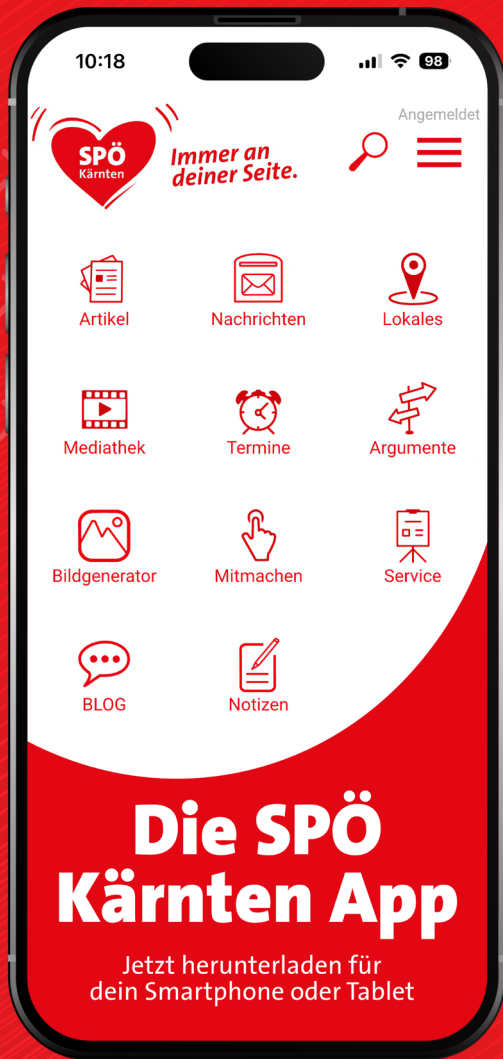 10:18
98
Angemeldet
SPÖ
Kärnten
Immer an
deiner Seite.
Artikel
Nachrichten
Lokales
Mediathek
Termine
Argumente
Bildgenerator
Mitmachen
Service
BLOG
Notizen
Die SPÖ
Kärnten App
Jetzt herunterladen für
dein Smartphone oder Tablet